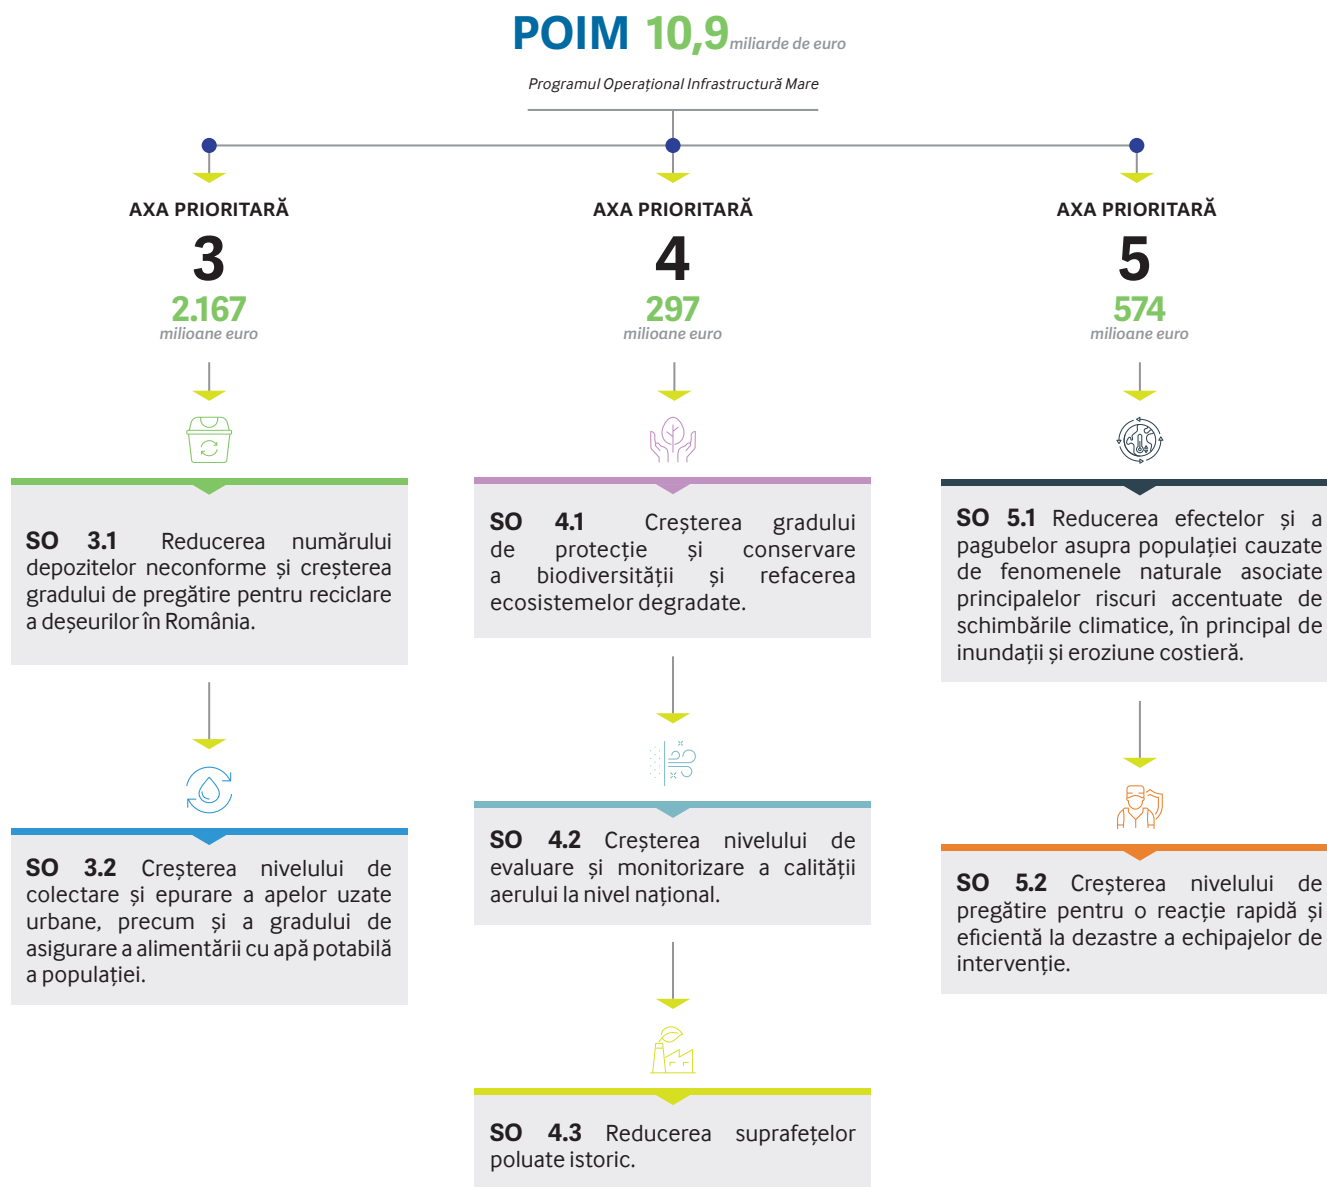 POIM 10,9 miliarde de euro
Programul Operațional Infrastructură Mare
AXA PRIORITARĂ
3
2.167
milioane euro
SO 3.1 Reducerea numărului
depozitelor neconforme și creșterea
gradului de pregătire pentru reciclare
a deșeurilor în România.
SO 3.2 Creșterea nivelului de
colectare și epurare a apelor uzate
urbane, precum și a gradului de
asigurare a alimentării cu apă potabilă
a populației.
AXA PRIORITARĂ
4
297
milioane euro
SO 4.1 Creșterea gradului
de protecție și conservare
a biodiversității și refacerea
ecosistemelor degradate.
SO 4.2 Creșterea nivelului de
evaluare și monitorizare a calității
aerului la nivel național.
SO 4.3 Reducerea suprafețelor
poluate istoric.
AXA PRIORITARĂ
5
574
milioane euro
SO 5.1 Reducerea efectelor și a
pagubelor asupra populației cauzate
de fenomenele naturale asociate
principalelor riscuri accentuate de
schimbările climatice, în principal de
inundații și eroziune costieră.
SO 5.2 Creșterea nivelului de
pregătire pentru o reacție rapidă și
eficientă la dezastre a echipajelor de
intervenție.